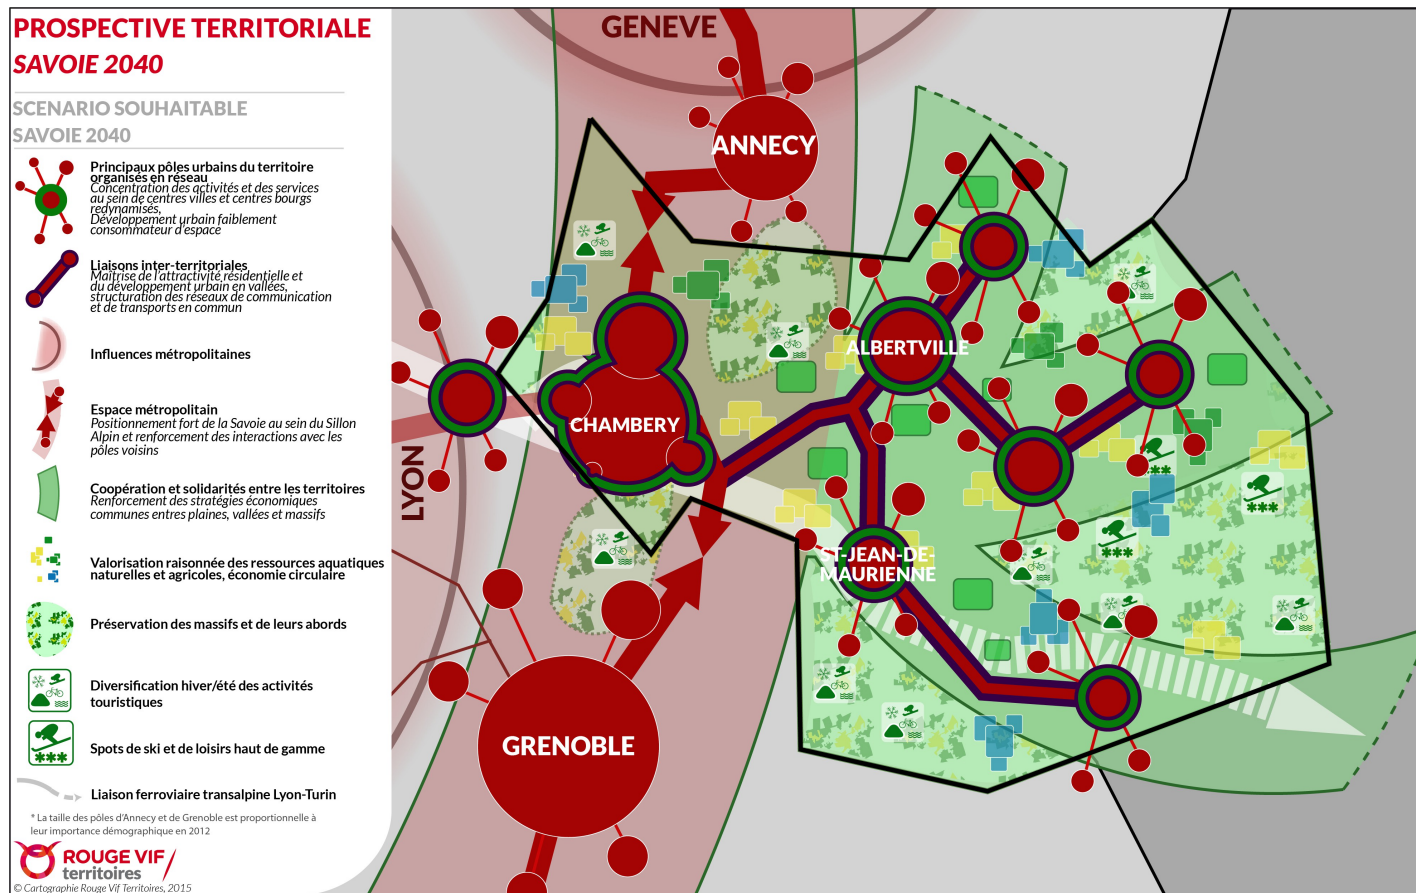 PROSPECTIVE TERRITORIALE
SAVOIE 2040
SCENARIO SOUHAITABLE
SAVOIE 2040
Principaux pôles urbains du territoire
organisés en réseau
Concentration des activités et des services
au sein de centres villes et centres bourgs
redynamisés,
Développement urbain faiblement
consommateur d'espace
Liaisons inter-territoriales
Maîtrise de l'attractivité résidentielle et
du développement urbain en vallées,
structuration des réseaux de communication
et de transports en commun
Influences métropolitaines
Espace métropolitain
Positionnement fort de la Savoie au sein du Sillon
Alpin et renforcement des interactions avec les
pôles voisins
Coopération et solidarités entre les territoires
Renforcement des stratégies économiques
communes entres plaines, vallées et massifs
Valorisation raisonnée des ressources aquatiques
naturelles et agricoles, économie circulaire
Préservation des massifs et de leurs abords
Diversification hiver/été des activités
touristiques
Spots de ski et de loisirs haut de gamme
Liaison ferroviaire transalpine Lyon-Turin
* La taille des pôles d'Annecy et de Grenoble est proportionnelle à
leur importance démographique en 2012
ROUGE VIF
territoires
© Cartographie Rouge Vif Territoires, 2015
GENEVE
ANNECY
ALBERTVILLE
CHAMBERY
LYON
ST-JEAN-DE-
MAURIENNE
GRENOBLE